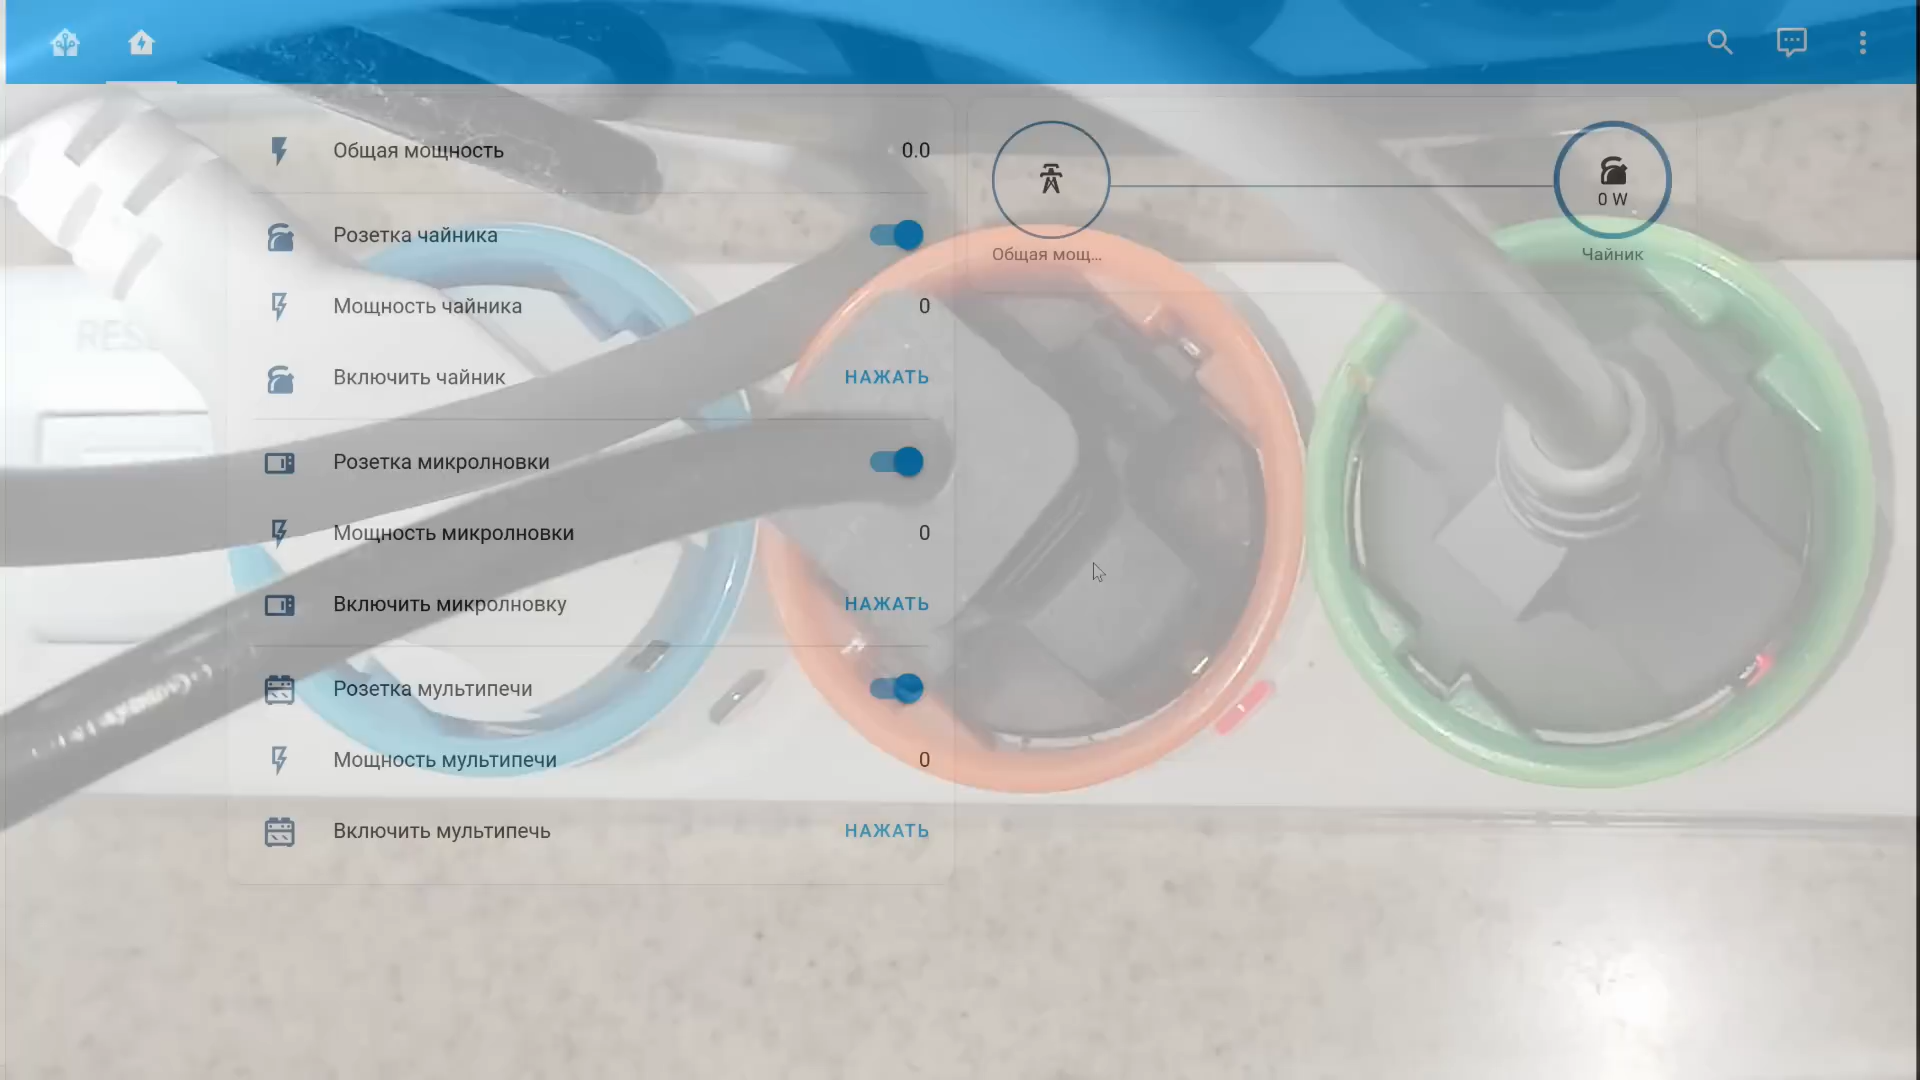 Общая мощность 0.0
Розетка чайника
Мощность чайника 0
Включить чайник НАЖАТЬ
Розетка микролновки
Мощность микролновки 0
Включить микролновку НАЖАТЬ
Розетка мультипечи
Мощность мультипечи 0
Включить мультипечь НАЖАТЬ
0 W
Общая мощ...
Чайник